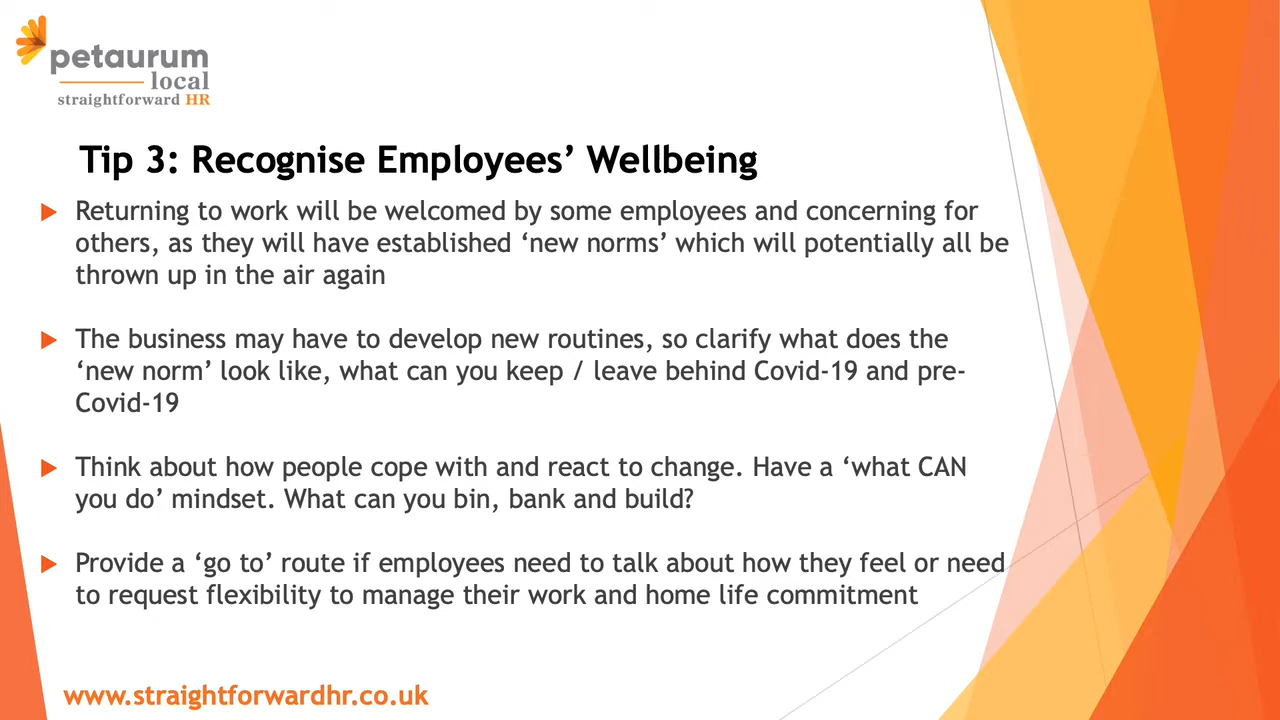 petaurum
local
straightforward HR
Tip 3: Recognise Employees’ Wellbeing
Returning to work will be welcomed by some employees and concerning for
others, as they will have established ‘new norms’ which will potentially all be
thrown up in the air again
The business may have to develop new routines, so clarify what does the
‘new norm’ look like, what can you keep / leave behind Covid-19 and pre-
Covid-19
Think about how people cope with and react to change. Have a ‘what CAN
you do’ mindset. What can you bin, bank and build?
Provide a ‘go to’ route if employees need to talk about how they feel or need
to request flexibility to manage their work and home life commitment
www.straightforwardhr.co.uk